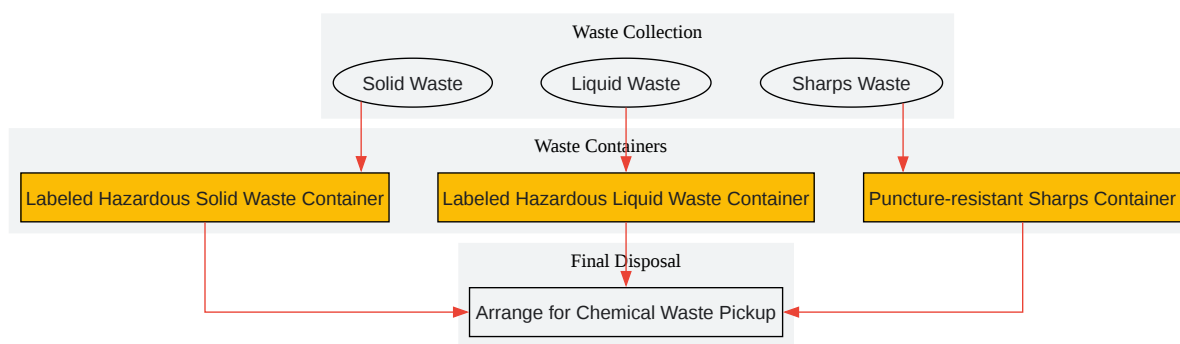 Waste Collection
Solid Waste
Liquid Waste
Sharps Waste
Waste Containers
Labeled Hazardous Solid Waste Container
Labeled Hazardous Liquid Waste Container
Puncture-resistant Sharps Container
Final Disposal
Arrange for Chemical Waste Pickup